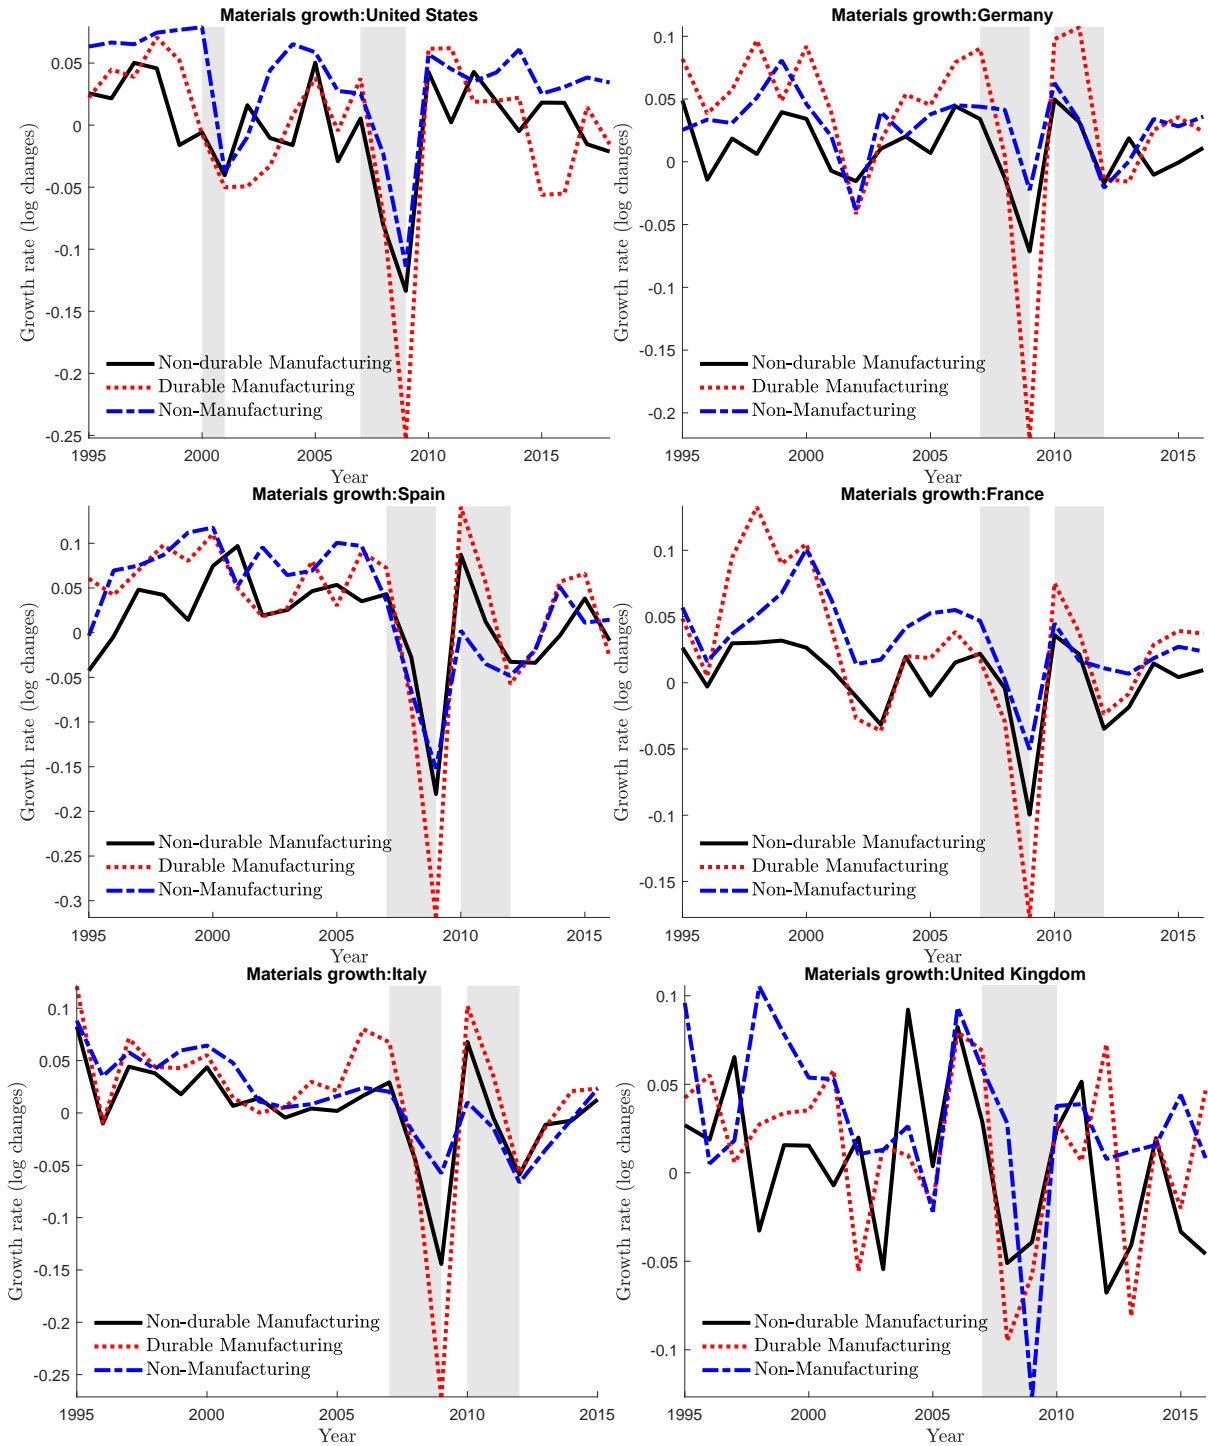 Materials growth:United States
Growth rate (log changes)
0.05
0
-0.05
-0.1
-0.15
-0.2
-0.25
Non-durable Manufacturing
Durable Manufacturing
Non-Manufacturing
1995 2000 2005 2010 2015
Year
Materials growth:Germany
Growth rate (log changes)
0.1
0.05
0
-0.05
-0.1
-0.15
-0.2
Non-durable Manufacturing
Durable Manufacturing
Non-Manufacturing
1995 2000 2005 2010 2015
Year
Materials growth:Spain
Growth rate (log changes)
0.1
0.05
0
-0.05
-0.1
-0.15
-0.2
-0.25
-0.3
Non-durable Manufacturing
Durable Manufacturing
Non-Manufacturing
1995 2000 2005 2010 2015
Year
Materials growth:France
Growth rate (log changes)
0.1
0.05
0
-0.05
-0.1
-0.15
Non-durable Manufacturing
Durable Manufacturing
Non-Manufacturing
1995 2000 2005 2010 2015
Year
Materials growth:Italy
Growth rate (log changes)
0.1
0.05
0
-0.05
-0.1
-0.15
-0.2
-0.25
Non-durable Manufacturing
Durable Manufacturing
Non-Manufacturing
1995 2000 2005 2010 2015
Year
Materials growth:United Kingdom
Growth rate (log changes)
0.1
0.05
0
-0.05
-0.1
Non-durable Manufacturing
Durable Manufacturing
Non-Manufacturing
1995 2000 2005 2010 2015
Year